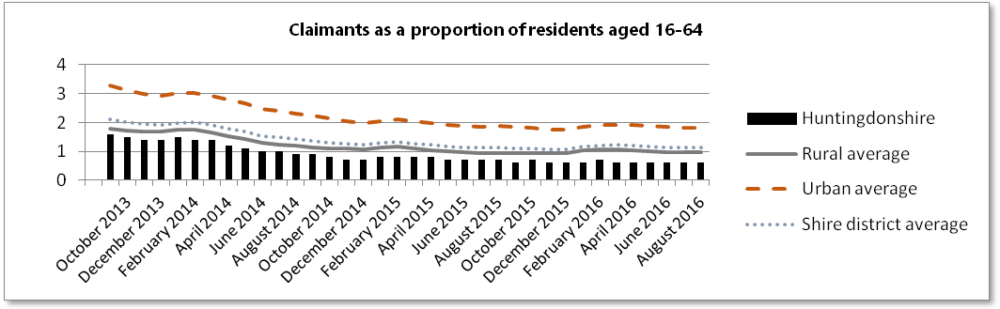 Claimants as a proportion of residents aged 16-64
4
3
2
1
0
October 2013
December 2013
February 2014
April 2014
June 2014
August 2014
October 2014
December 2014
February 2015
April 2015
June 2015
August 2015
October 2015
December 2015
February 2016
April 2016
June 2016
August 2016
Huntingdonshire
Rural average
Urban average
Shire district average